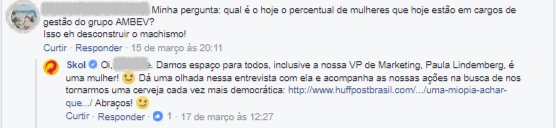 Minha pergunta: qual é o hoje o percentual de mulheres que hoje estão em cargos de
gestão do grupo AMBEV?
Isso eh desconstruir o machismo!
Curtir · Responder · 15 de março às 20:11
Skol Oi, e. Damos espaço para todos, inclusive a nossa VP de Marketing, Paula Lindemberg, é
uma mulher! 😉 Dá uma olhada nessa entrevista com ela e acompanha as nossas ações na busca de nos
tornarmos uma cerveja cada vez mais democrática: http://www.huffpostbrasil.com/.../uma-miopia-achar-
que.../ Abraços! 😉
Curtir · Responder · 1 · 17 de março às 12:27